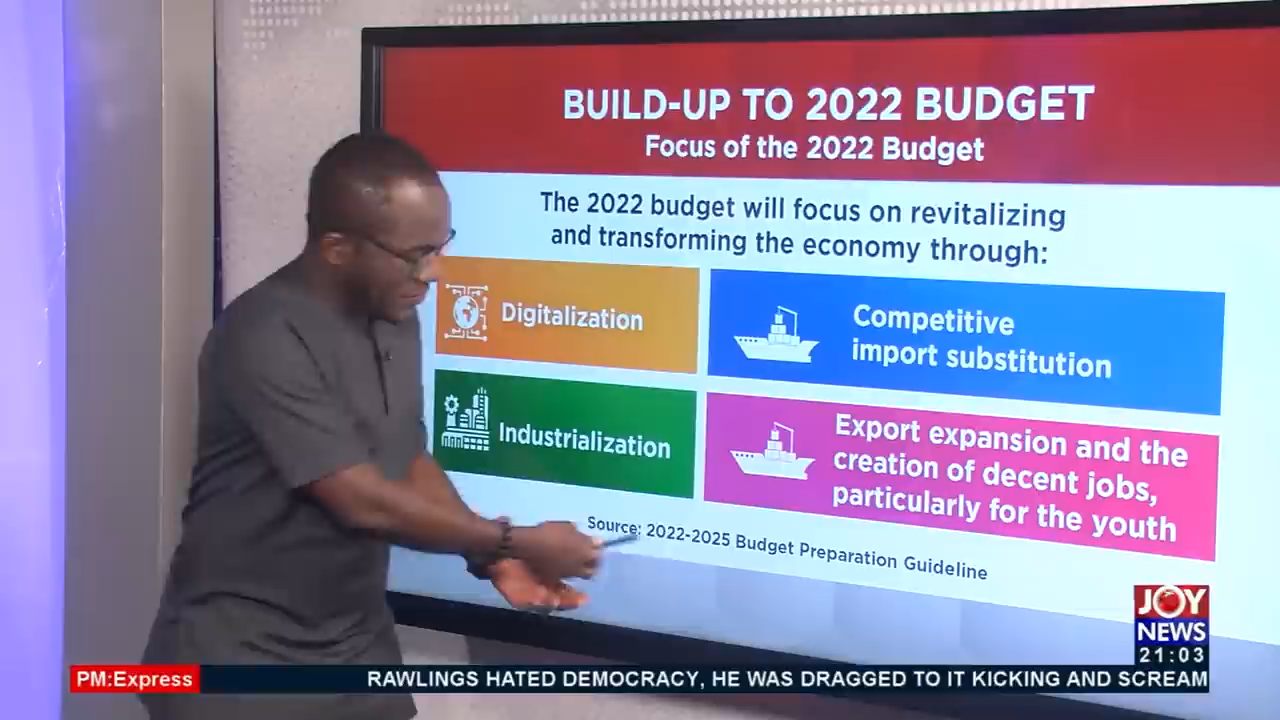 BUILD-UP TO 2022 BUDGET
Focus of the 2022 Budget
The 2022 budget will focus on revitalizing
and transforming the economy through:
Digitalization
Competitive
import substitution
Industrialization
Export expansion and the
creation of decent jobs,
particularly for the youth
Source: 2022-2025 Budget Preparation Guideline
JOY
NEWS
21:03
PM:Express
RAWLINGS HATED DEMOCRACY, HE WAS DRAGGED TO IT KICKING AND SCREAM